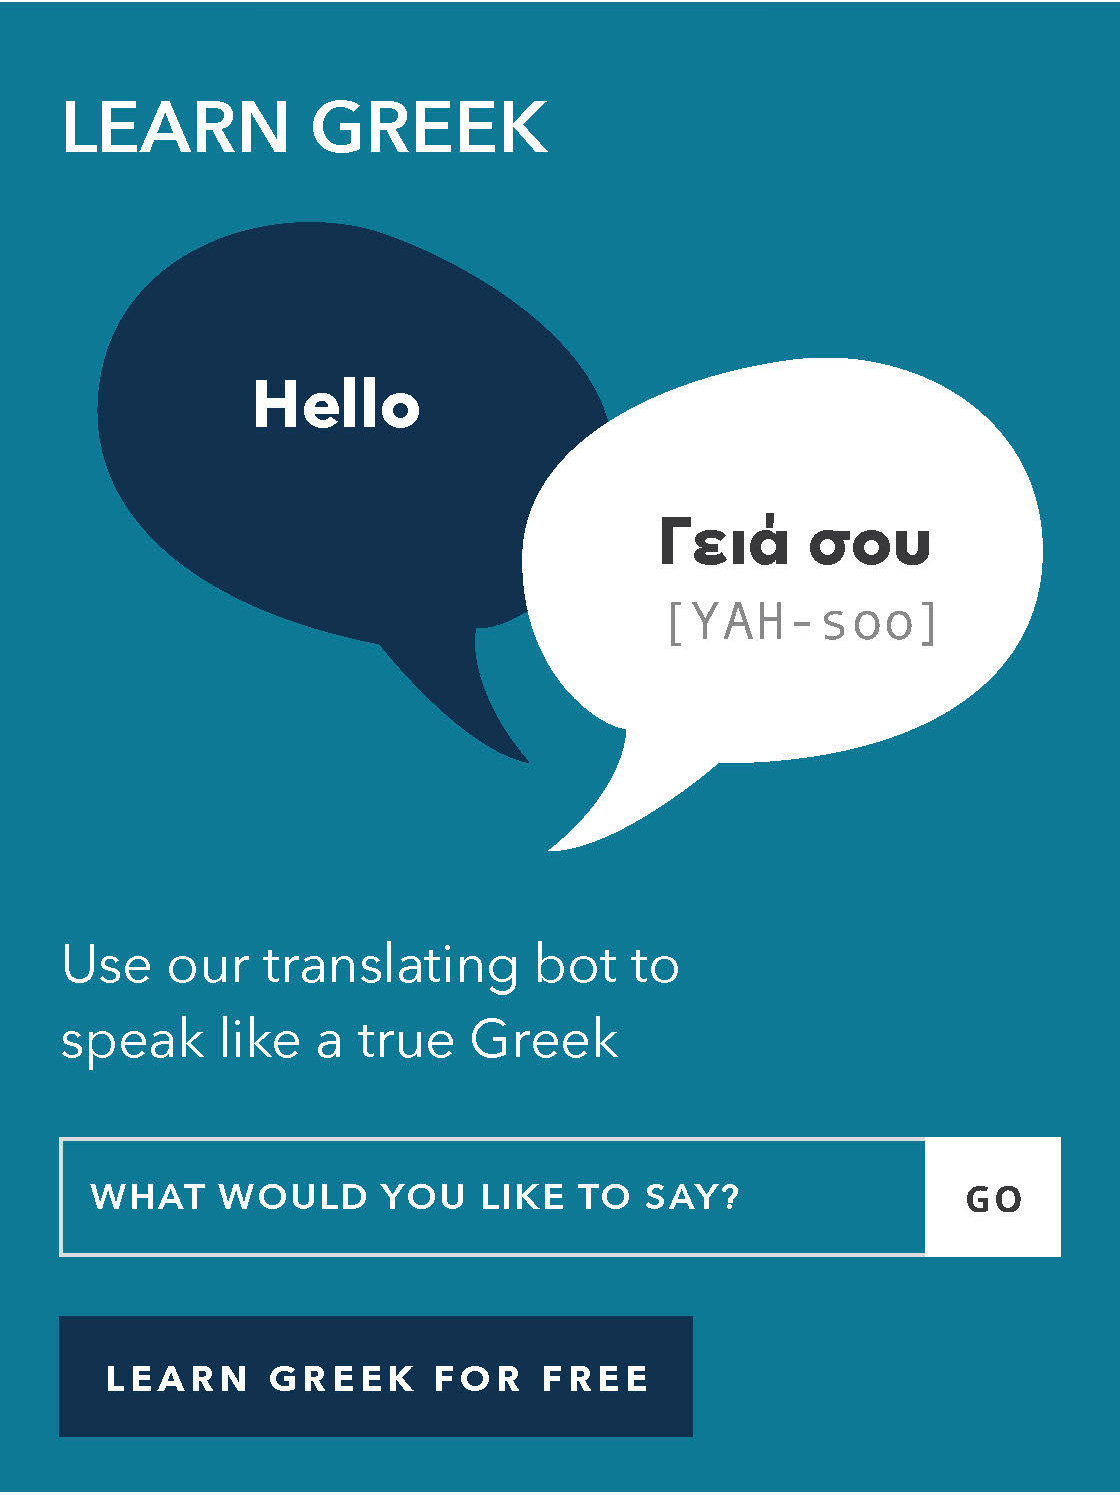 LEARN GREEK
Hello
Γειά σου
[YAH-soo]
Use our translating bot to
speak like a true Greek
WHAT WOULD YOU LIKE TO SAY?
GO
LEARN GREEK FOR FREE